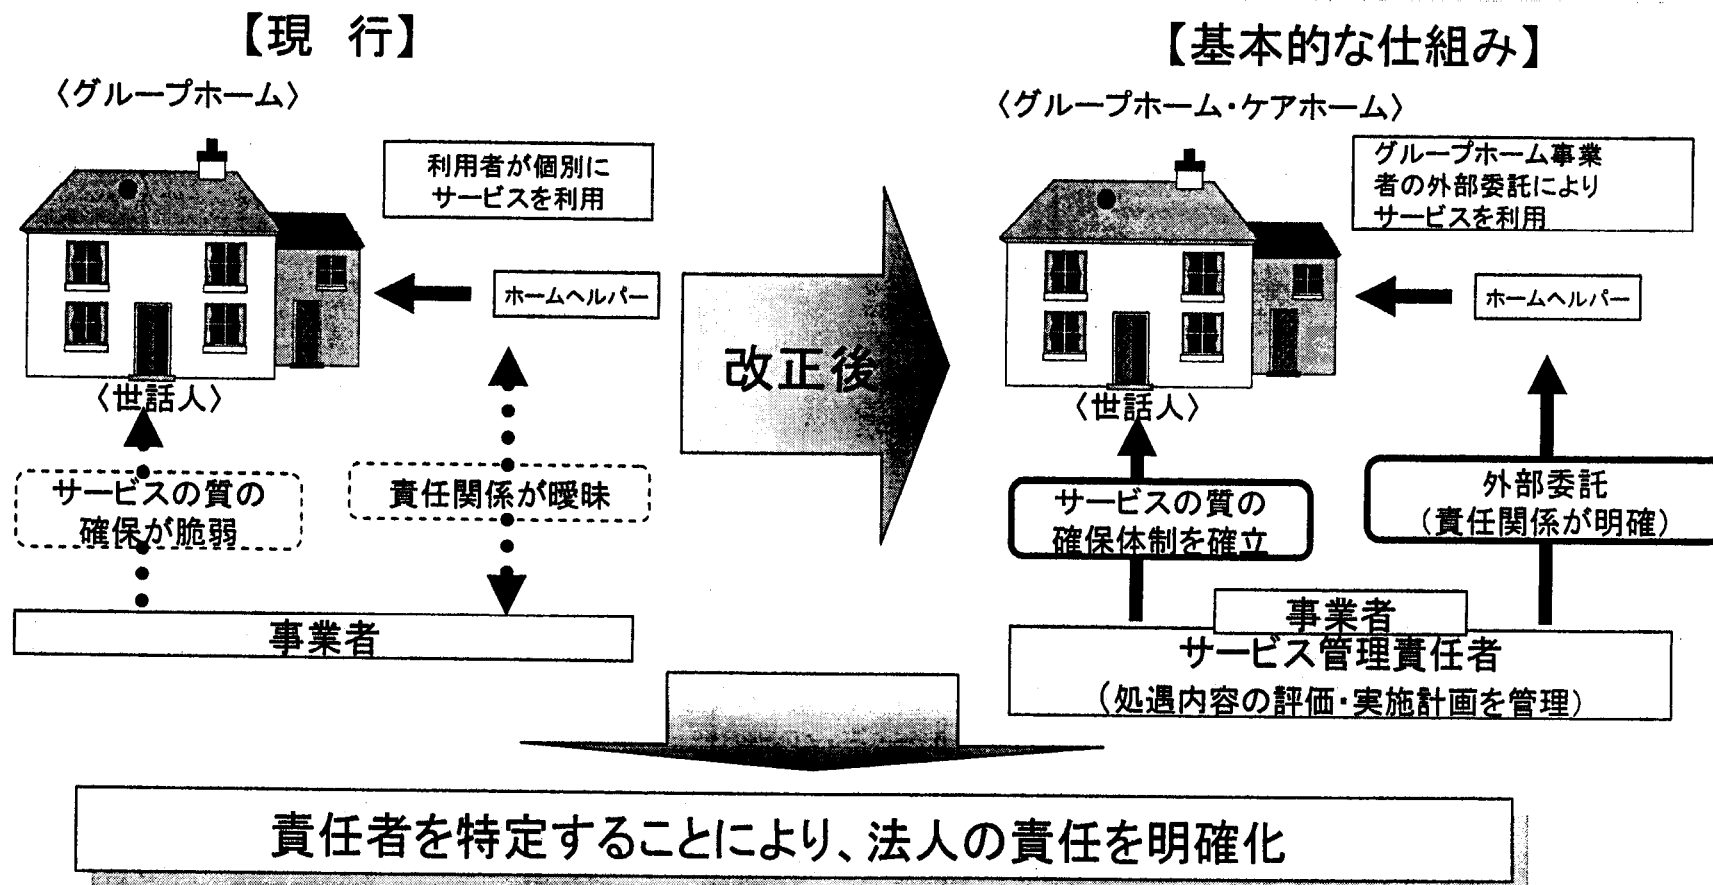 【現 行】
〈グループホーム〉
利用者が個別に
サービスを利用
ホームヘルパー
〈世話人〉
サービスの質の
確保が脆弱
責任関係が曖昧
事業者
改正後
【基本的な仕組み】
〈グループホーム・ケアホーム〉
グループホーム事業
者の外部委託により
サービスを利用
ホームヘルパー
〈世話人〉
サービスの質の
確保体制を確立
外部委託
(責任関係が明確)
事業者
サービス管理責任者
(処遇内容の評価・実施計画を管理)
責任者を特定することにより、法人の責任を明確化